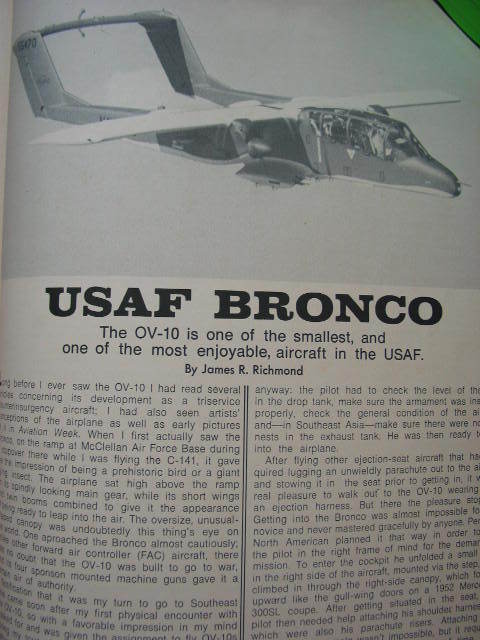 USAF BRONCO
The OV-10 is one of the smallest, and
one of the most enjoyable, aircraft in the USAF.
By James R. Richmond
ong before I ever saw the OV-10 I had read several
concerning its development as a triservice
I had also seen artists'
of the airplane as well as early pictures
in Aviation Week. When I first actually saw the
on the ramp at McClellan Air Force Base during
there while I was flying the C-141, it gave
impression of being a prehistoric bird or a giant
insect. The airplane sat high above the ramp
spindly looking main gear, while its short wings
twin booms combined to give it the appearance
ready to leap into the air. The oversize, unusual-
canopy was undoubtedly this thing's eye on
world. One aproached the Bronco almost cautiously;
other forward air controller (FAC) aircraft, there
no doubt that the OV-10 was built to go to war,
four sponson mounted machine guns gave it a
air of authority.
that it was my turn to go to Southeast
came soon after my first physical encounter with
OV-10, so with a favorable impression in my mind
for and was given the assignment to fly OV-10s
anyway: the pilot had to check the level of the
in the drop tank, make sure the armament was
properly, check the general condition of the
and—in Southeast Asia—make sure there were no
nests in the exhaust tank. He was then ready to
into the airplane.
After flying other ejection-seat aircraft that
quired lugging an unwieldly parachute out to the
and stowing it in the seat prior to getting in, it
real pleasure to walk out to the OV-10 wearing
an ejection harness. But there the pleasure
Getting into the Bronco was almost impossible for
novice and never mastered gracefully by anyone.
North American planned it that way in order to
the pilot in the right frame of mind for the
mission. To enter the cockpit he unfolded a small
in the right side of the aircraft, mounted via the step,
climbed in through the right-side canopy, which
upward like the gull-wing doors on a 1952
300SL coupe. After getting situated in the seat,
pilot then needed help attaching his shoulder
which were also his parachute risers. Attaching
wasn't impossible, but it